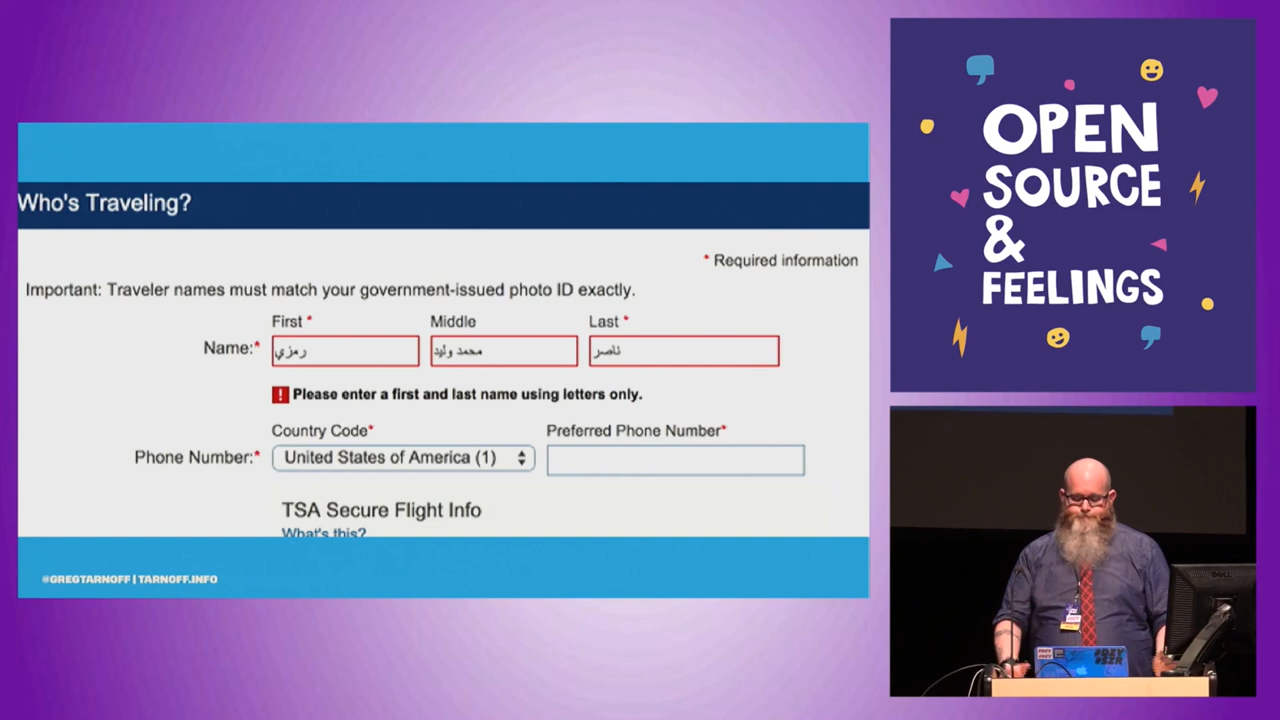 Who's Traveling?
* Required information
Important: Traveler names must match your government-issued photo ID exactly.
First * Middle Last *
Name:* رمزي محمد وليد ناصر
! Please enter a first and last name using letters only.
Country Code* Preferred Phone Number*
Phone Number:* United States of America (1)
TSA Secure Flight Info
What's this?
@GREGTARNOFF | TARNOFF.INFO
OPEN
SOURCE
&
FEELINGS
DELL